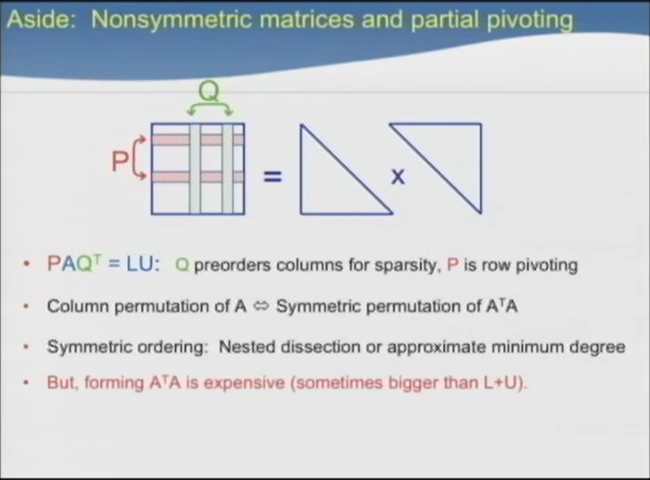 Aside: Nonsymmetric matrices and partial pivoting
Q
P
=
x
• PAQᵀ = LU: Q preorders columns for sparsity, P is row pivoting
• Column permutation of A ⇔ Symmetric permutation of AᵀA
• Symmetric ordering: Nested dissection or approximate minimum degree
• But, forming AᵀA is expensive (sometimes bigger than L+U).